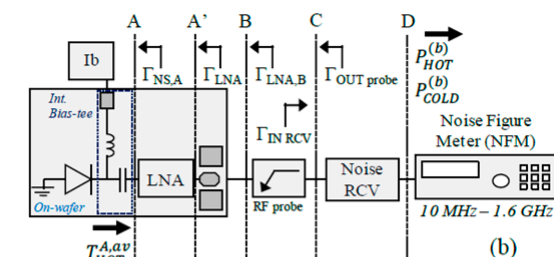 A
A'
B
C
D
Ib
Γ_NS,A
Γ_LNA
Γ_LNA,B
Γ_OUT probe
P_HOT^(b)
P_COLD^(b)
Γ_IN RCV
Int.
Bias-tee
Noise Figure
Meter (NFM)
LNA
Noise
RCV
On-wafer
RF probe
10 MHz – 1.6 GHz
T_HOT^A,av
(b)